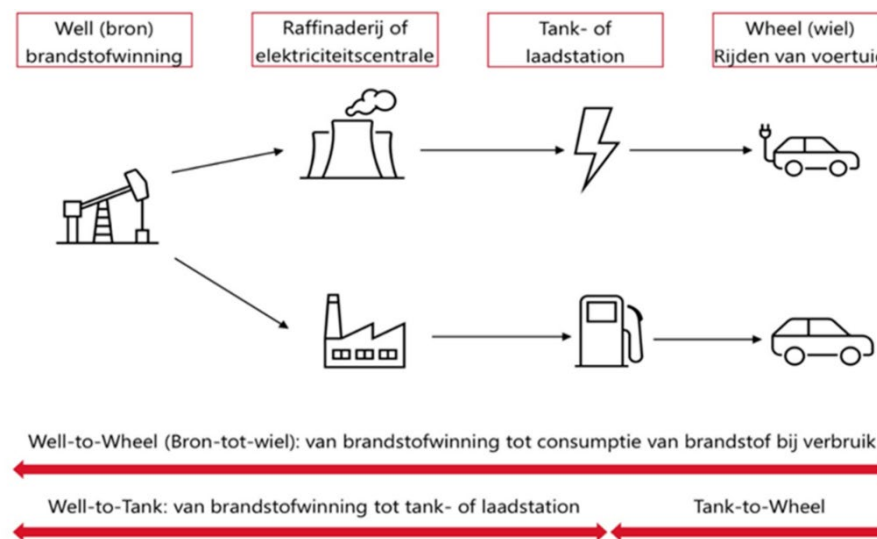 Well (bron)
brandstofwinning
Raffinaderij of
elektriciteitscentrale
Tank- of
laadstation
Wheel (wiel)
Rijden van voertuig
Well-to-Wheel (Bron-tot-wiel): van brandstofwinning tot consumptie van brandstof bij verbruik
Well-to-Tank: van brandstofwinning tot tank- of laadstation
Tank-to-Wheel